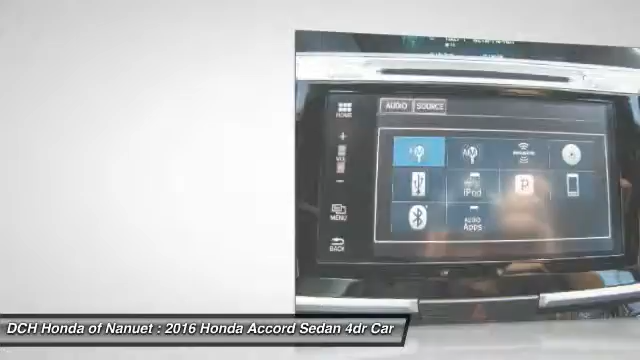 AUDIO SOURCE
HOME
+
VOL
FM
AM
-
iPod
P
MENU
AUDIO
Apps
BACK
DCH Honda of Nanuet : 2016 Honda Accord Sedan 4dr Car